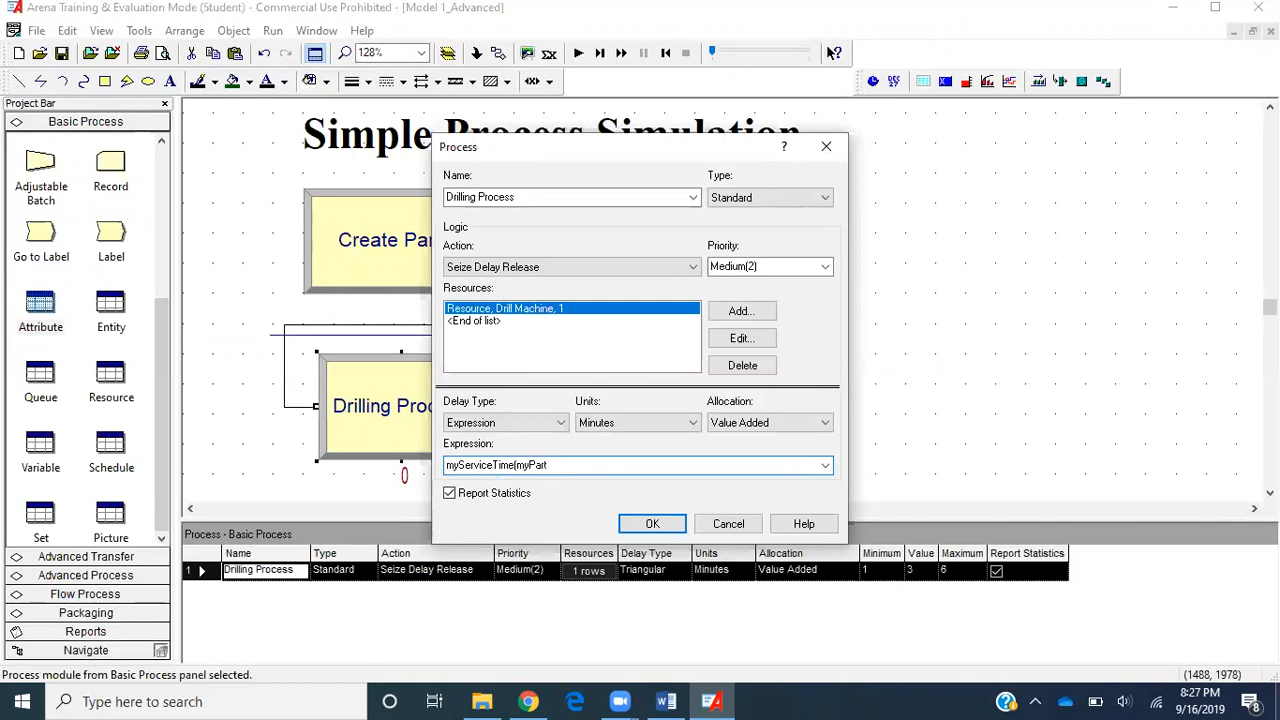 Arena Training & Evaluation Mode (Student) - Commercial Use Prohibited - [Model 1_Advanced]
File Edit View Tools Arrange Object Run Window Help
128%
Project Bar
Basic Process
Adjustable Batch
Record
Go to Label
Label
Attribute
Entity
Queue
Resource
Variable
Schedule
Set
Picture
Advanced Transfer
Advanced Process
Flow Process
Packaging
Reports
Navigate
Simple Process Simulation
Create Par
Drilling Proc
0
Process
Name:
Type:
Drilling Process
Standard
Logic
Action:
Priority:
Seize Delay Release
Medium(2)
Resources:
Resource, Drill Machine, 1
<End of list>
Add...
Edit...
Delete
Delay Type:
Units:
Allocation:
Expression
Minutes
Value Added
Expression:
myServiceTime(myPart
Report Statistics
OK
Cancel
Help
Process - Basic Process
Name Type Action Priority Resources Delay Type Units Allocation Minimum Value Maximum Report Statistics
1 Drilling Process Standard Seize Delay Release Medium(2) 1 rows Triangular Minutes Value Added 1 3 6
Process module from Basic Process panel selected.
(1488, 1978)
Type here to search
8:27 PM
9/16/2019
8